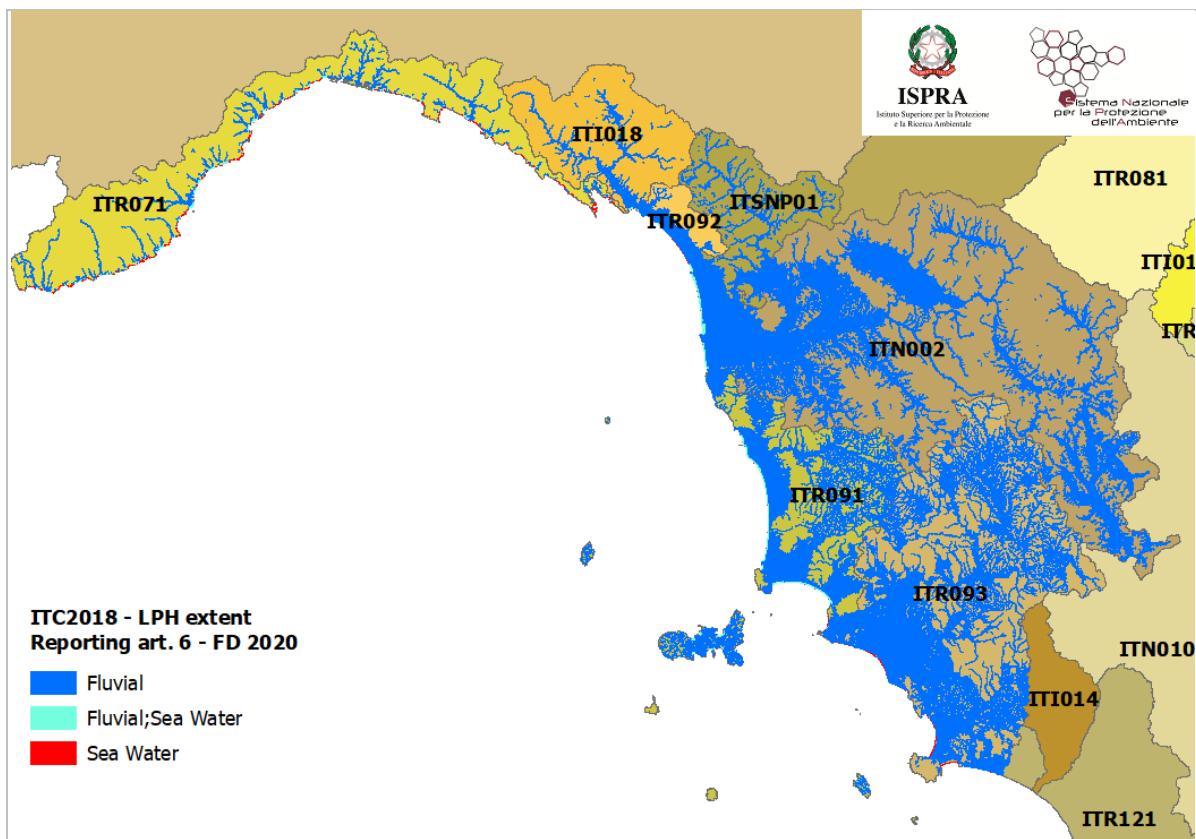 ISPRA
Istituto Superiore per la Protezione
e la Ricerca Ambientale
Sistema Nazionale
per la Protezione
dell'Ambiente
ITR081
ITI018
ITSNP01
ITR071
ITR092
ITI01
ITR
ITN002
ITR091
ITR093
ITC2018 - LPH extent
Reporting art. 6 - FD 2020
ITN010
Fluvial
ITI014
Fluvial;Sea Water
Sea Water
ITR121